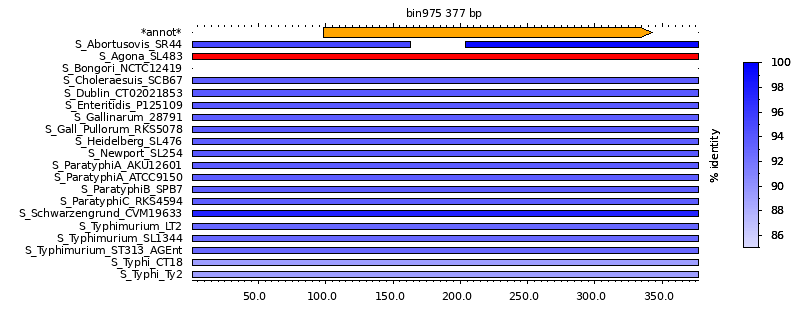 bin975 377 bp
*annot*
S_Abortusovis_SR44
S_Agona_SL483
S_Bongori_NCTC12419
S_Choleraesuis_SCB67
S_Dublin_CT02021853
S_Enteritidis_P125109
S_Gallinarum_28791
S_Gall_Pullorum_RKS5078
S_Heidelberg_SL476
S_Newport_SL254
S_ParatyphiA_AKU12601
S_ParatyphiA_ATCC9150
S_ParatyphiB_SPB7
S_ParatyphiC_RKS4594
S_Schwarzengrund_CVM19633
S_Typhimurium_LT2
S_Typhimurium_SL1344
S_Typhimurium_ST313_AGEnt
S_Typhi_CT18
S_Typhi_Ty2
50.0 100.0 150.0 200.0 250.0 300.0 350.0
% identity
100
98
96
94
92
90
88
86